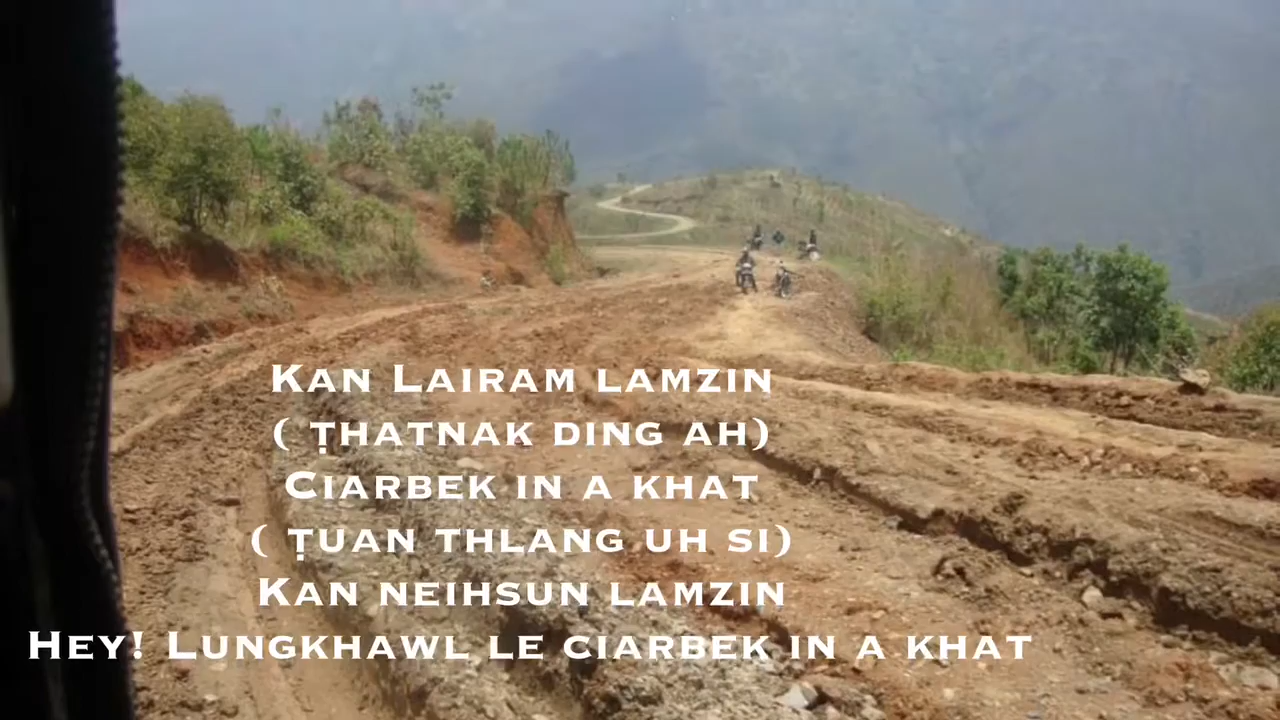 Kan Lairam lamzin
( ṭhatnak ding ah)
Ciarbek in a khat
( ṭuan thlang uh si)
Kan neihsun lamzin
Hey! Lungkhawl le ciarbek in a khat